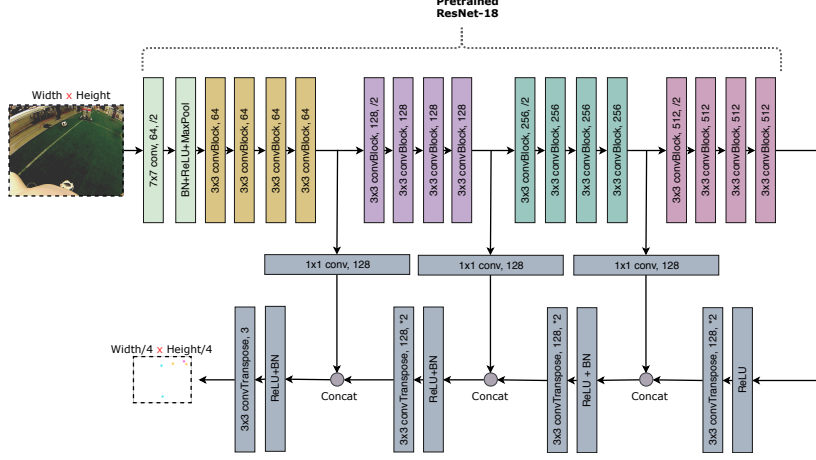 Pretrained
ResNet-18
Width x Height
7x7 conv, 64, /2
BN+ReLU+MaxPool
3x3 convBlock, 64
3x3 convBlock, 64
3x3 convBlock, 64
3x3 convBlock, 64
3x3 convBlock, 128, /2
3x3 convBlock, 128
3x3 convBlock, 128
3x3 convBlock, 128
3x3 convBlock, 256, /2
3x3 convBlock, 256
3x3 convBlock, 256
3x3 convBlock, 256
3x3 convBlock, 512, /2
3x3 convBlock, 512
3x3 convBlock, 512
3x3 convBlock, 512
1x1 conv, 128
1x1 conv, 128
1x1 conv, 128
Width/4 x Height/4
3x3 convTranspose, 3
ReLU+BN
Concat
3x3 convTranspose, 128, *2
ReLU+BN
Concat
3x3 convTranspose, 128, *2
ReLU + BN
Concat
3x3 convTranspose, 128, *2
ReLU